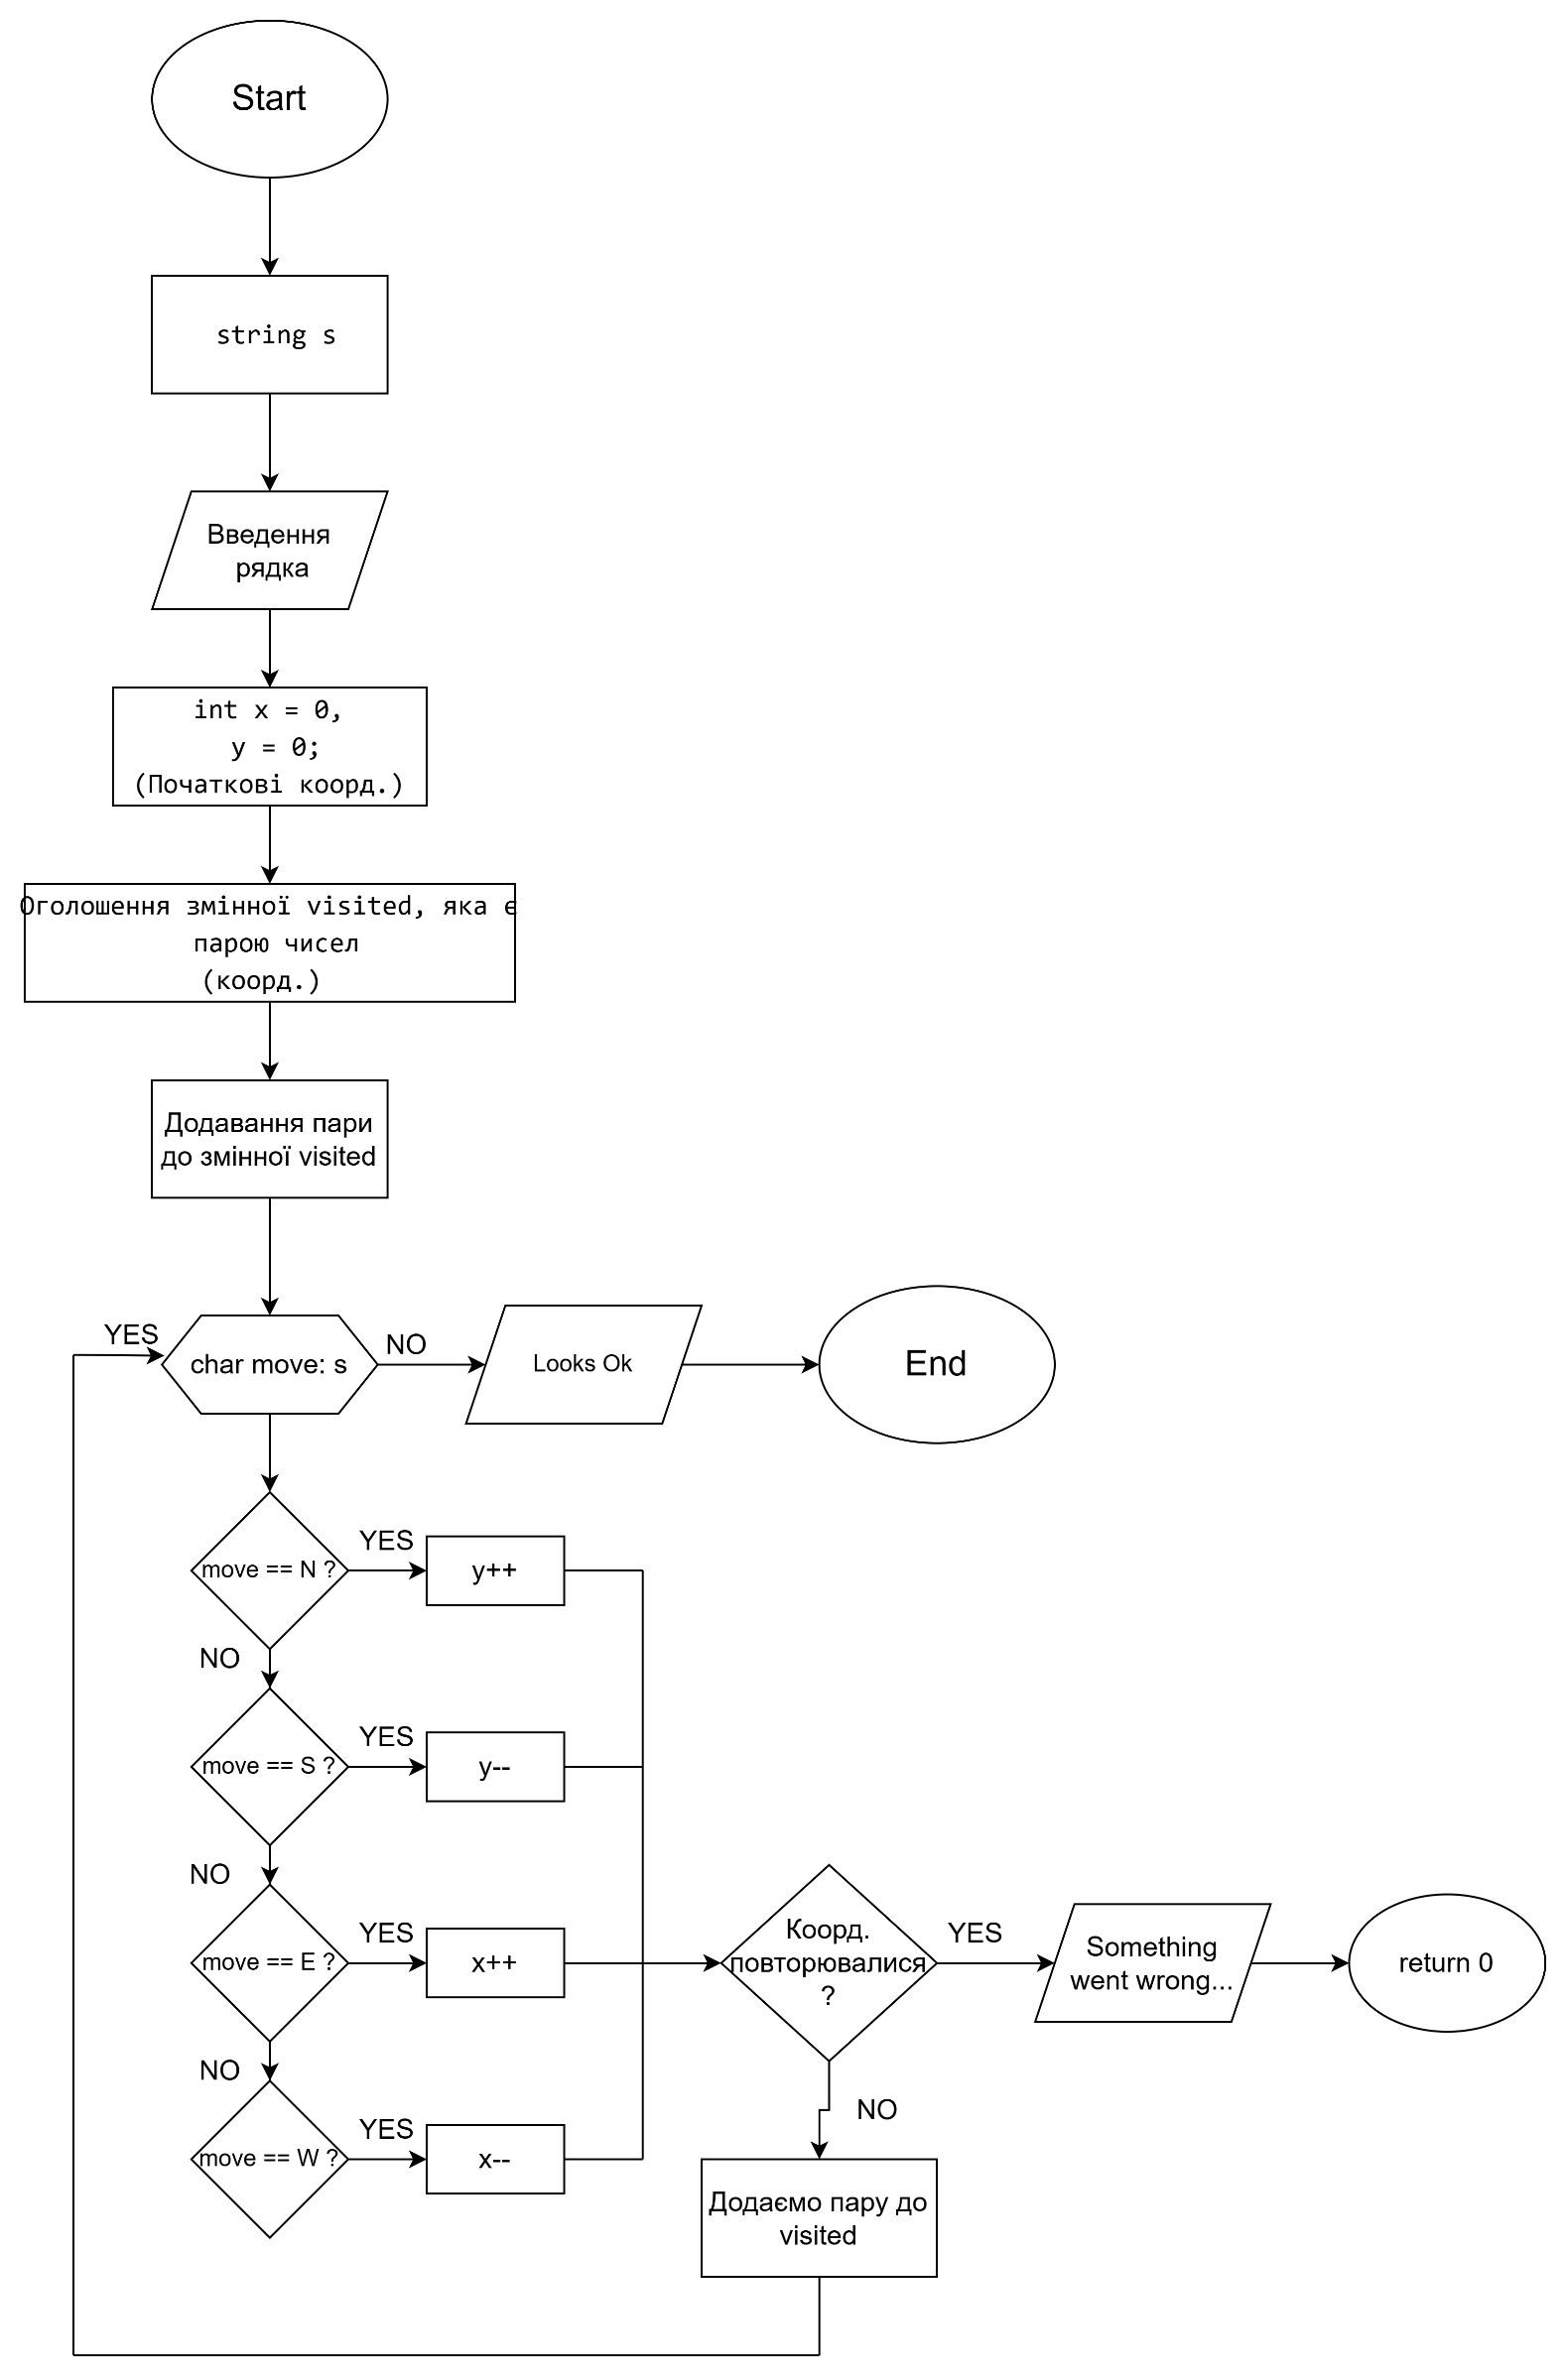 Start
string s
Введення
рядка
int x = 0,
y = 0;
(Початкові коорд.)
Оголошення змінної visited, яка є
парою чисел
(коорд.)
Додавання пари
до змінної visited
YES
char move: s
NO
Looks Ok
End
move == N ?
YES
y++
NO
move == S ?
YES
y--
NO
move == E ?
YES
x++
Коорд.
повторювалися
?
YES
Something
went wrong...
return 0
NO
move == W ?
YES
x--
NO
Додаємо пару до
visited